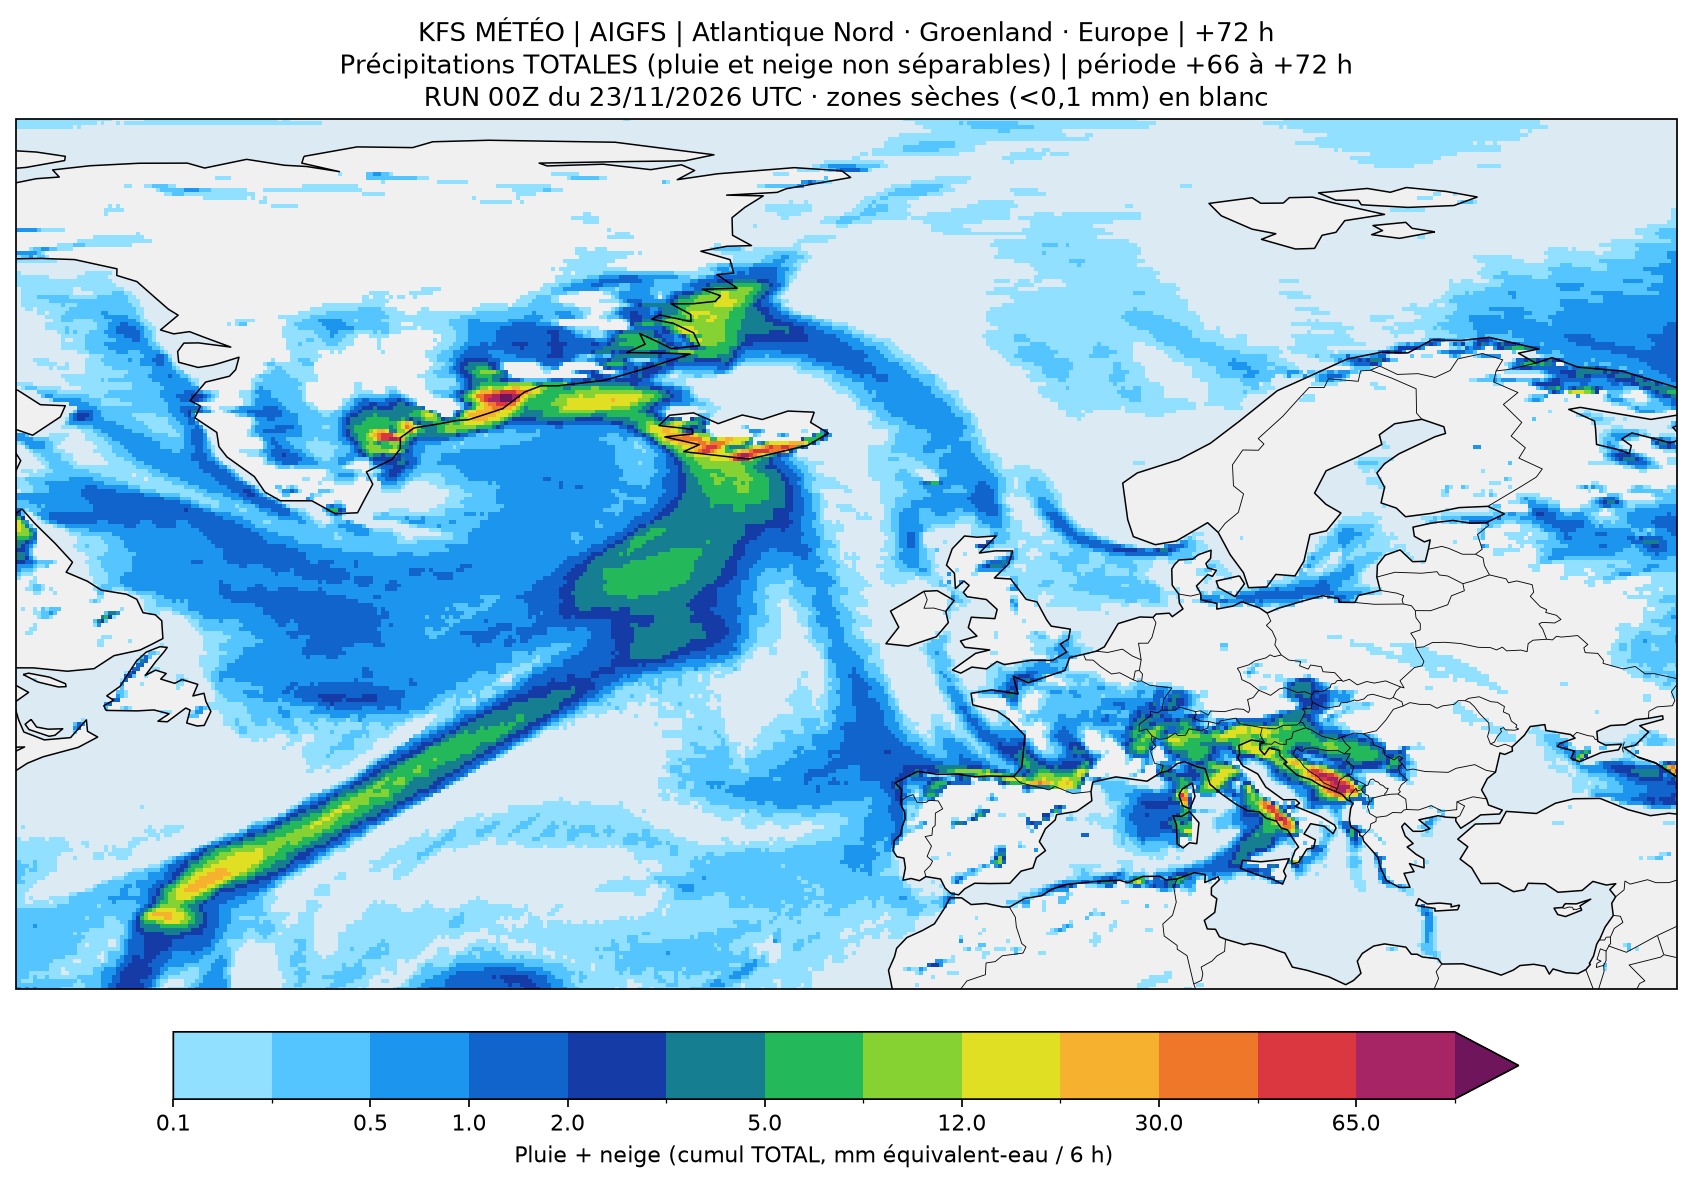 KFS MÉTÉO | AIGFS | Atlantique Nord · Groenland · Europe | +72 h
Précipitations TOTALES (pluie et neige non séparables) | période +66 à +72 h
RUN 00Z du 23/11/2026 UTC · zones sèches (<0,1 mm) en blanc
0.1 0.5 1.0 2.0 5.0 12.0 30.0 65.0
Pluie + neige (cumul TOTAL, mm équivalent-eau / 6 h)